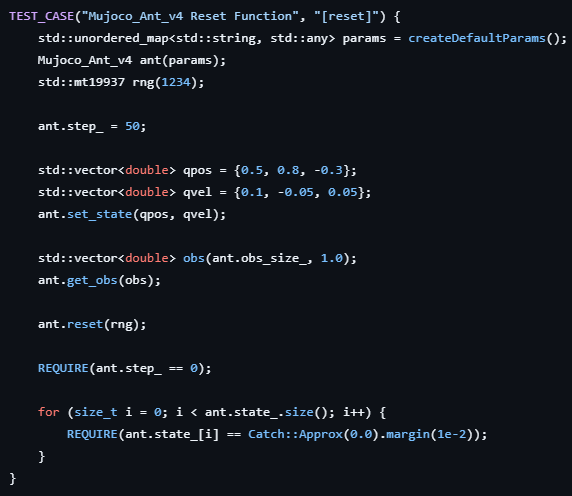 TEST_CASE("Mujoco_Ant_v4 Reset Function", "[reset]") {
    std::unordered_map<std::string, std::any> params = createDefaultParams();
    Mujoco_Ant_v4 ant(params);
    std::mt19937 rng(1234);

    ant.step_ = 50;

    std::vector<double> qpos = {0.5, 0.8, -0.3};
    std::vector<double> qvel = {0.1, -0.05, 0.05};
    ant.set_state(qpos, qvel);

    std::vector<double> obs(ant.obs_size_, 1.0);
    ant.get_obs(obs);

    ant.reset(rng);

    REQUIRE(ant.step_ == 0);

    for (size_t i = 0; i < ant.state_.size(); i++) {
        REQUIRE(ant.state_[i] == Catch::Approx(0.0).margin(1e-2));
    }
}